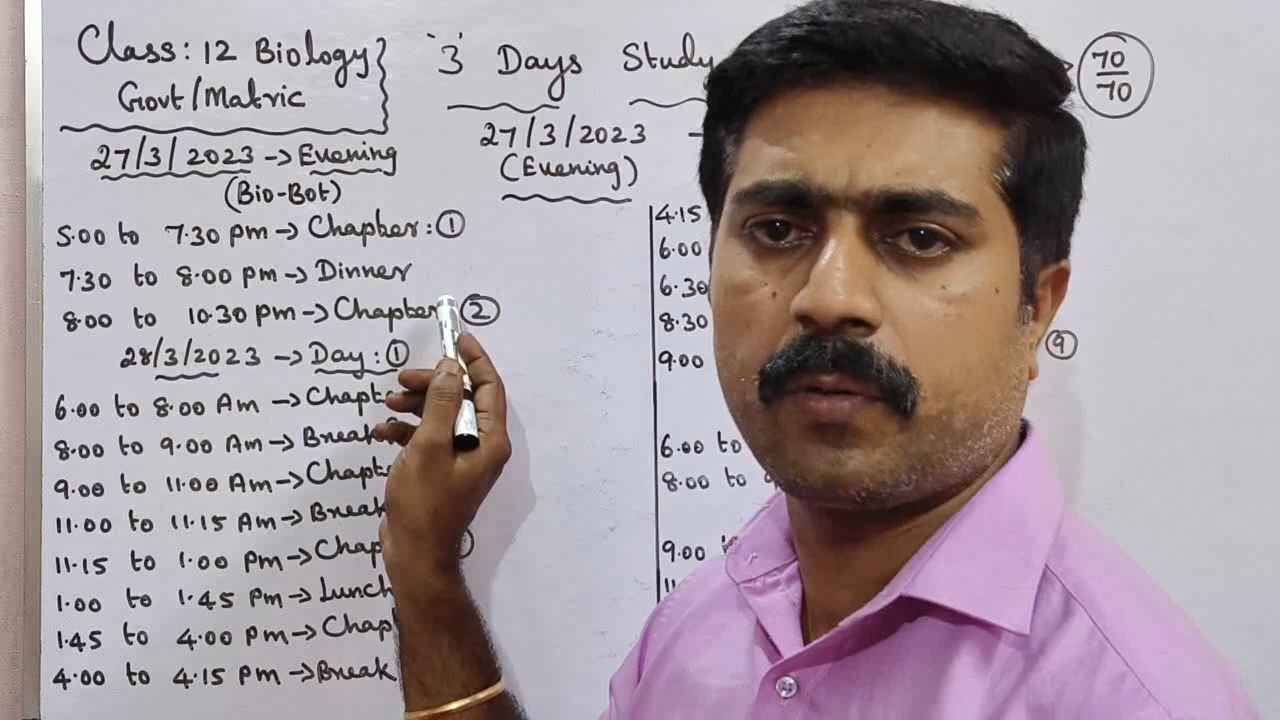 Class: 12 Biology
Govt/Matric
27/3/2023 → Evening
(Bio-Bot)
5.00 to 7.30 pm → Chapter: ①
7.30 to 8.00 pm → Dinner
8.00 to 10.30 pm → Chapter ②
28/3/2023 → Day: ①
6.00 to 8.00 Am →
8.00 to 9.00 Am → Break
9.00 to 11.00 Am →
11.00 to 11.15 Am → Break
11.15 to 1.00 pm →
1.00 to 1.45 pm → Lunch
1.45 to 4.00 pm →
4.00 to 4.15 pm → Break
'3' Days Study
70/70
27/3/2023
(Evening)
4.15
6.00
6.30
8.30
9.00
⑨
6.00 to
8.00 to
9.00 to